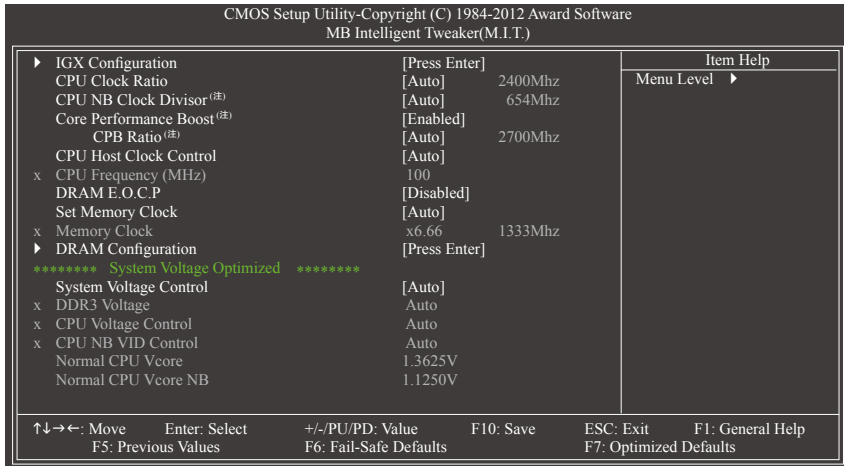 CMOS Setup Utility-Copyright (C) 1984-2012 Award Software
MB Intelligent Tweaker(M.I.T.)
▶ IGX Configuration [Press Enter]
CPU Clock Ratio [Auto] 2400Mhz
CPU NB Clock Divisor(注) [Auto] 654Mhz
Core Performance Boost(注) [Enabled]
CPB Ratio(注) [Auto] 2700Mhz
CPU Host Clock Control [Auto]
x CPU Frequency (MHz) 100
DRAM E.O.C.P [Disabled]
Set Memory Clock [Auto]
x Memory Clock x6.66 1333Mhz
▶ DRAM Configuration [Press Enter]
******** System Voltage Optimized ********
System Voltage Control [Auto]
x DDR3 Voltage Auto
x CPU Voltage Control Auto
x CPU NB VID Control Auto
Normal CPU Vcore 1.3625V
Normal CPU Vcore NB 1.1250V
Item Help
Menu Level ▶
↑↓→←: Move Enter: Select +/-/PU/PD: Value F10: Save ESC: Exit F1: General Help
F5: Previous Values F6: Fail-Safe Defaults F7: Optimized Defaults